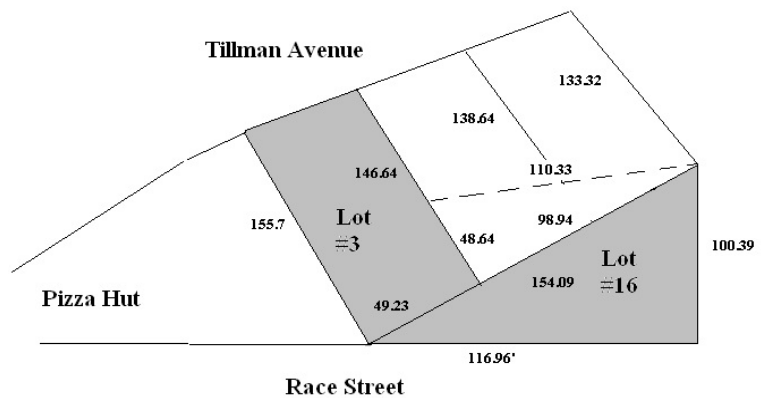 Tillman Avenue
133.32
138.64
110.33
146.64
155.7
Lot
#3
48.64
98.94
Lot
#16
100.39
154.09
Pizza Hut
49.23
116.96'
Race Street